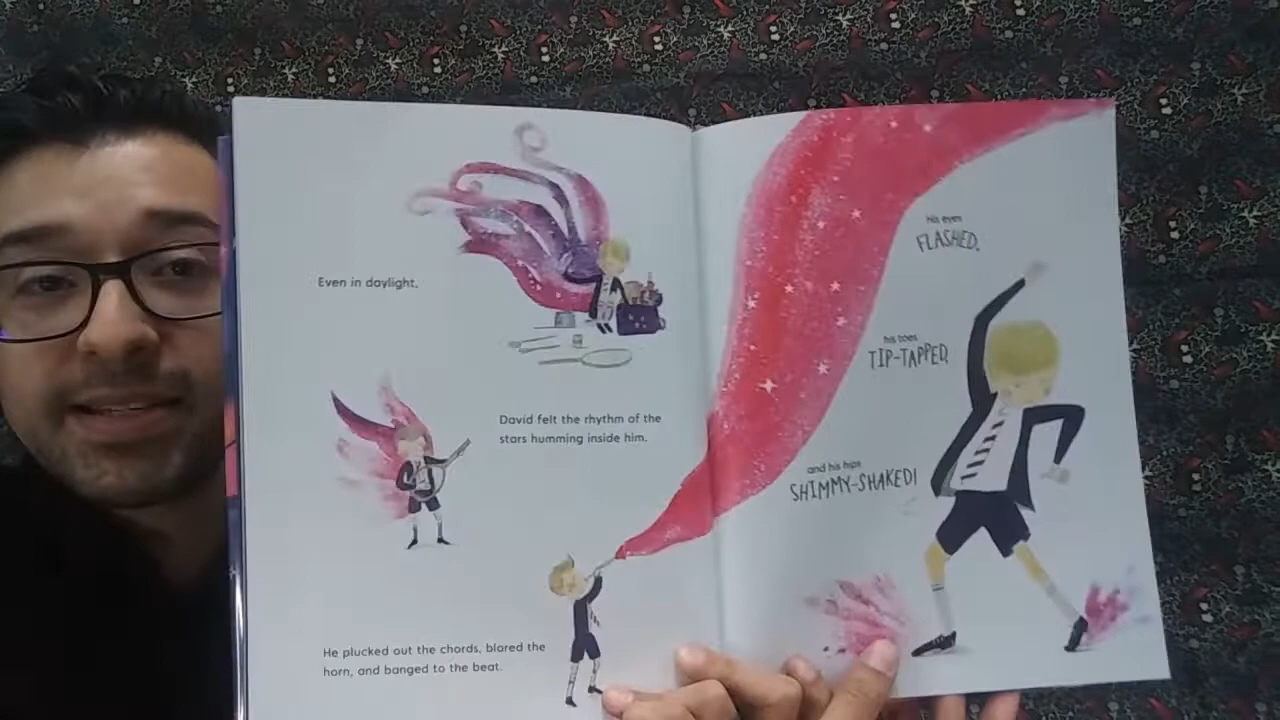 Even in daylight,
David felt the rhythm of the
stars humming inside him.
He plucked out the chords, blared the
horn, and banged to the beat.
his eyes
FLASHED,
his toes
TIP-TAPPED,
and his hips
SHIMMY-SHAKED!